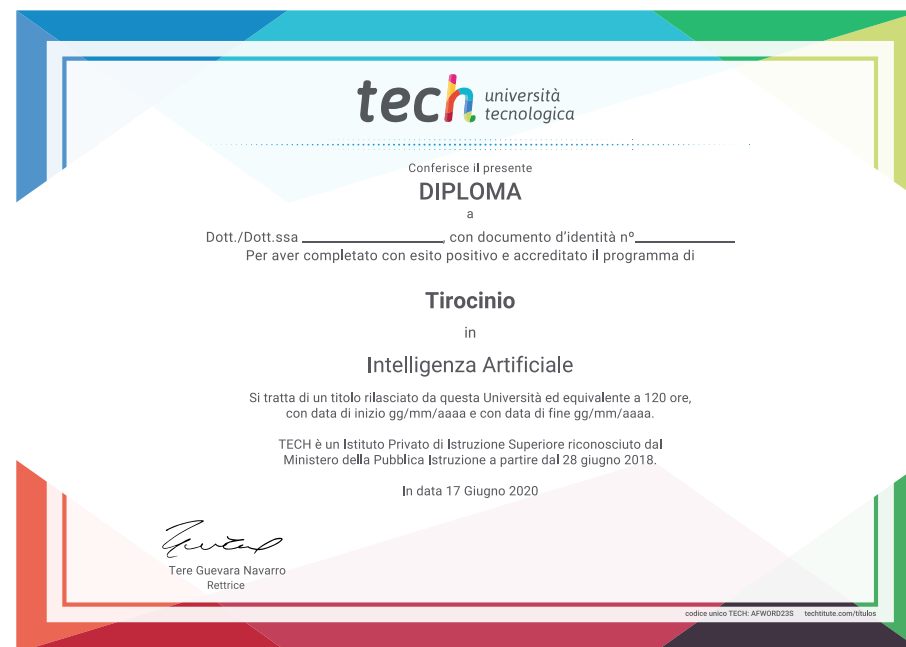 tech università
tecnologica
Conferisce il presente
DIPLOMA
a
Dott./Dott.ssa ________________, con documento d'identità nº____________
Per aver completato con esito positivo e accreditato il programma di
Tirocinio
in
Intelligenza Artificiale
Si tratta di un titolo rilasciato da questa Università ed equivalente a 120 ore,
con data di inizio gg/mm/aaaa e con data di fine gg/mm/aaaa.
TECH è un Istituto Privato di Istruzione Superiore riconosciuto dal
Ministero della Pubblica Istruzione a partire dal 28 giugno 2018.
In data 17 Giugno 2020
Tere Guevara Navarro
Rettrice
codice unico TECH: AFWORD23S techtitute.com/titulos